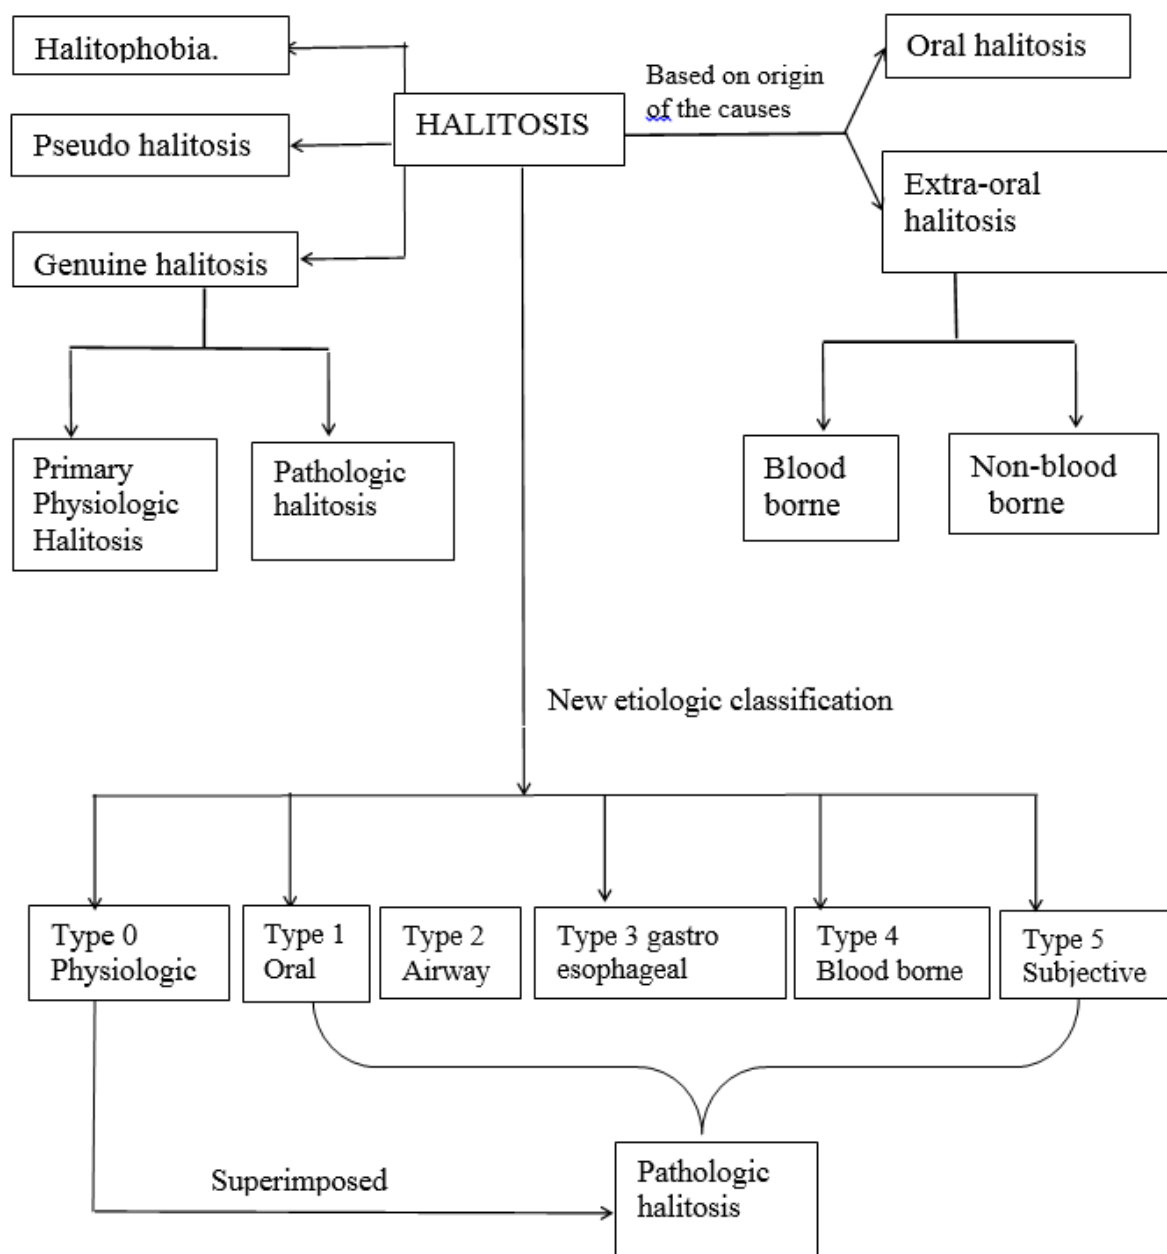 Halitophobia.
Pseudo halitosis
Genuine halitosis
Primary
Physiologic
Halitosis
Pathologic
halitosis
HALITOSIS
Based on origin
of the causes
Oral halitosis
Extra-oral
halitosis
Blood
borne
Non-blood
borne
New etiologic classification
Type 0
Physiologic
Type 1
Oral
Type 2
Airway
Type 3 gastro
esophageal
Type 4
Blood borne
Type 5
Subjective
Superimposed
Pathologic
halitosis